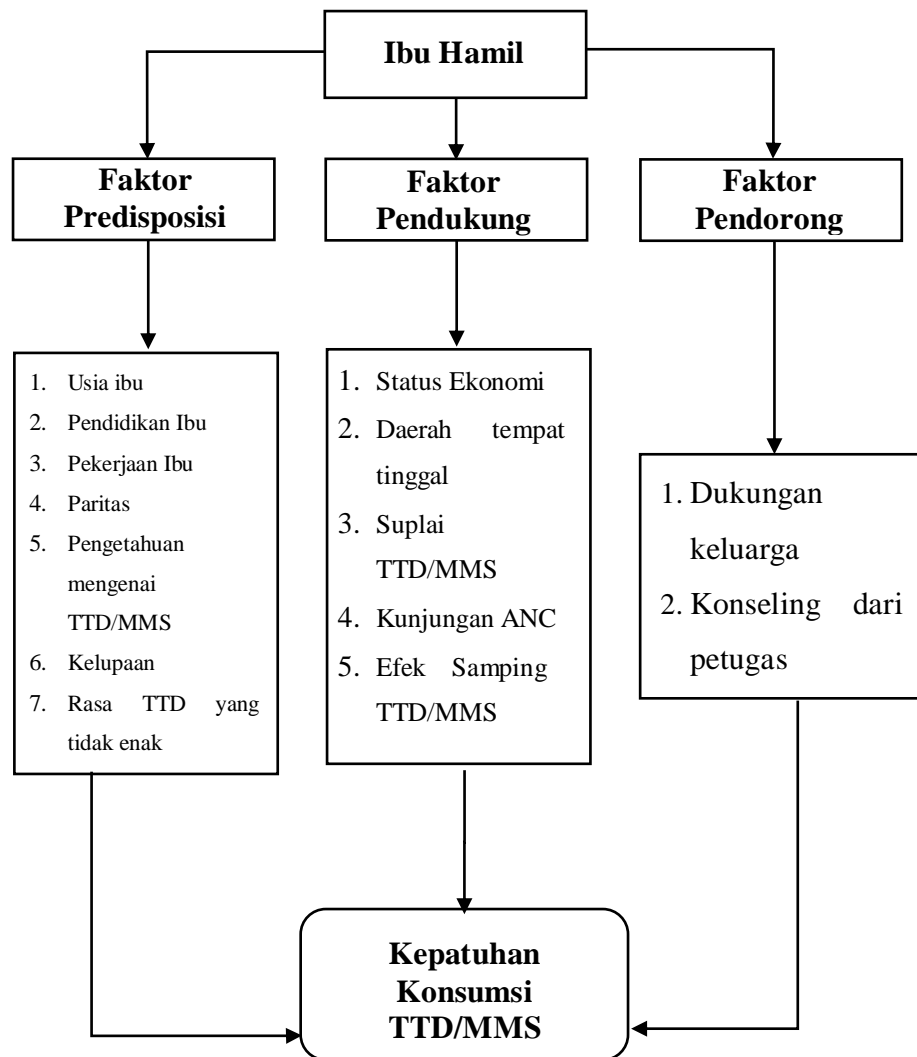 Ibu Hamil
Faktor
Predisposisi
Faktor
Pendukung
Faktor
Pendorong
1. Usia ibu
2. Pendidikan Ibu
3. Pekerjaan Ibu
4. Paritas
5. Pengetahuan
mengenai
TTD/MMS
6. Kelupaan
7. Rasa TTD yang
tidak enak
1. Status Ekonomi
2. Daerah tempat
tinggal
3. Suplai
TTD/MMS
4. Kunjungan ANC
5. Efek Samping
TTD/MMS
1. Dukungan
keluarga
2. Konseling dari
petugas
Kepatuhan
Konsumsi
TTD/MMS